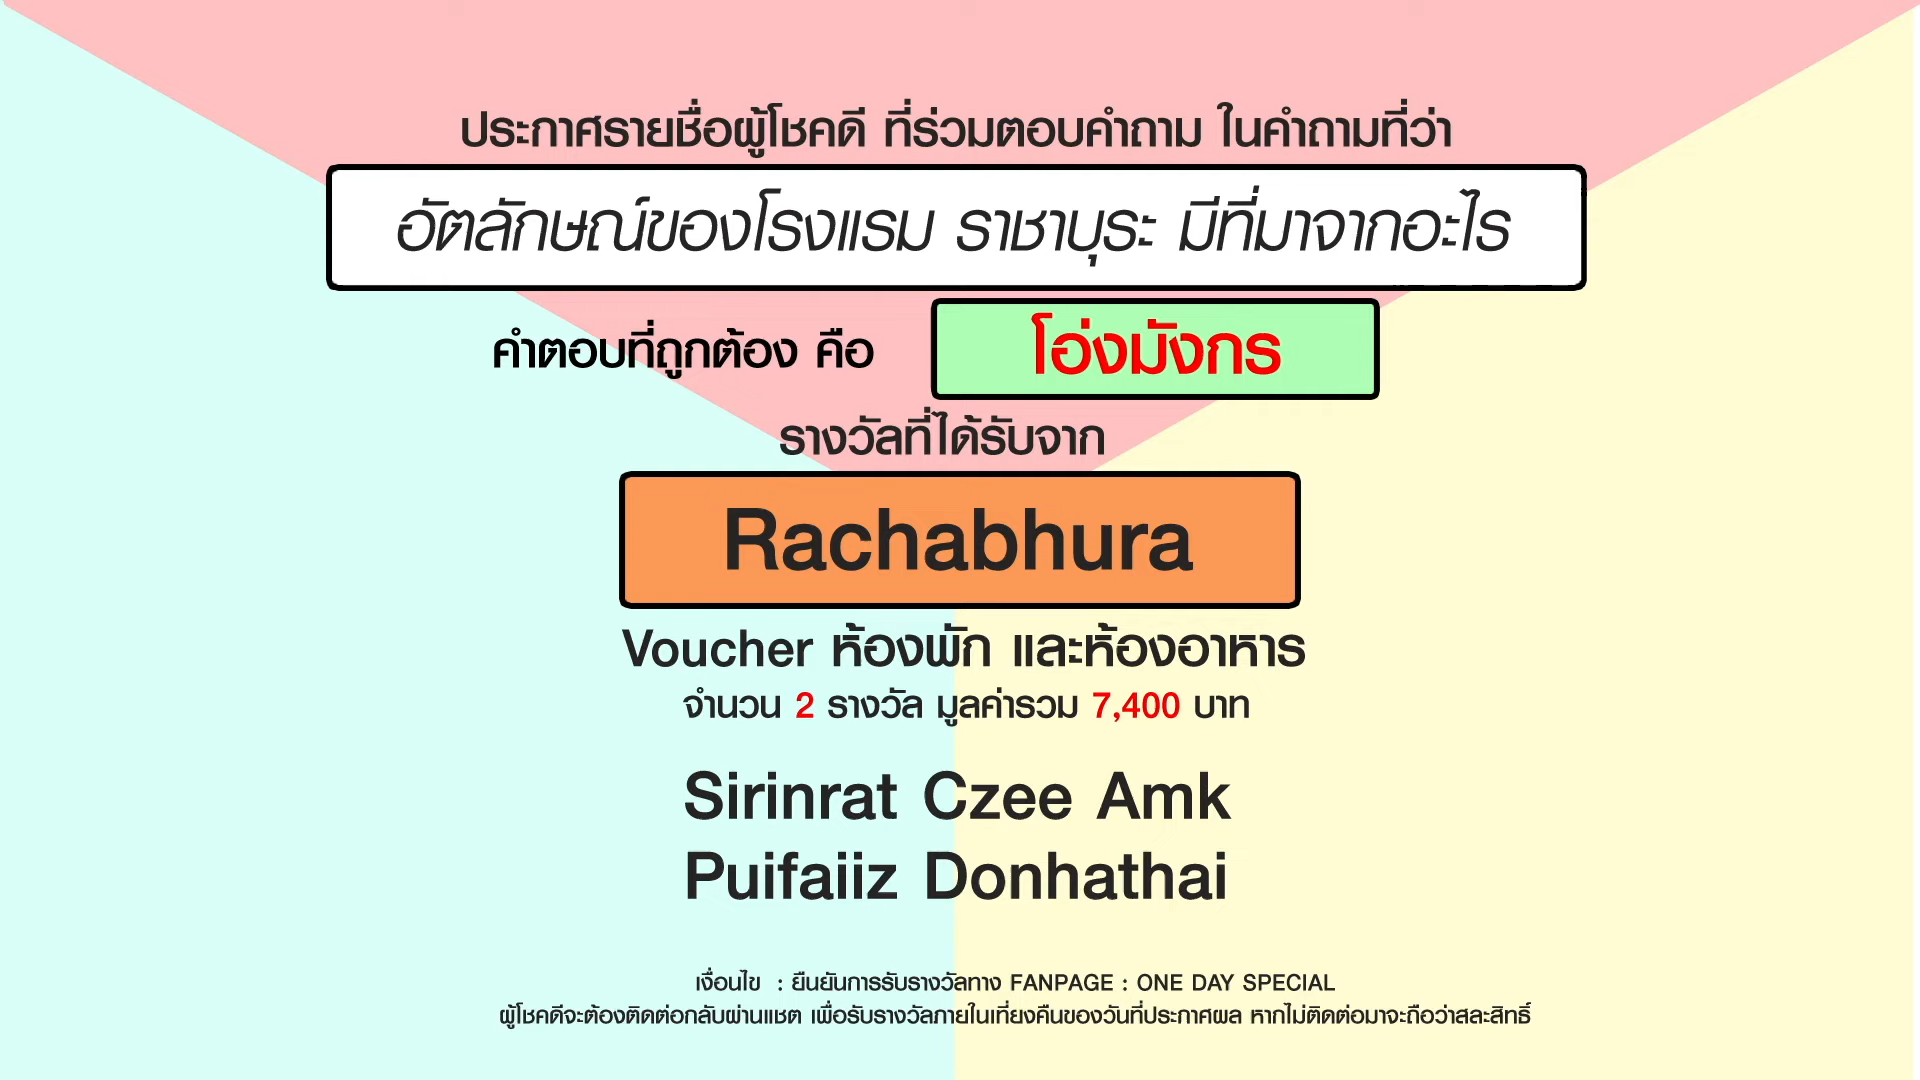 ประกาศรายชื่อผู้โชคดี ที่ร่วมตอบคำถาม ในคำถามที่ว่า
อัตลักษณ์ของโรงแรม ราชาบุระ มีที่มาจากอะไร
คำตอบที่ถูกต้อง คือ โอ่งมังกร
รางวัลที่ได้รับจาก
Rachabhura
Voucher ห้องพัก และห้องอาหาร
จำนวน 2 รางวัล มูลค่ารวม 7,400 บาท
Sirinrat Czee Amk
Puifaiiz Donhathai
เงื่อนไข : ยืนยันการรับรางวัลทาง FANPAGE : ONE DAY SPECIAL
ผู้โชคดีจะต้องติดต่อกลับผ่านแชต เพื่อรับรางวัลภายในเที่ยงคืนของวันที่ประกาศผล หากไม่ติดต่อมาจะถือว่าสละสิทธิ์